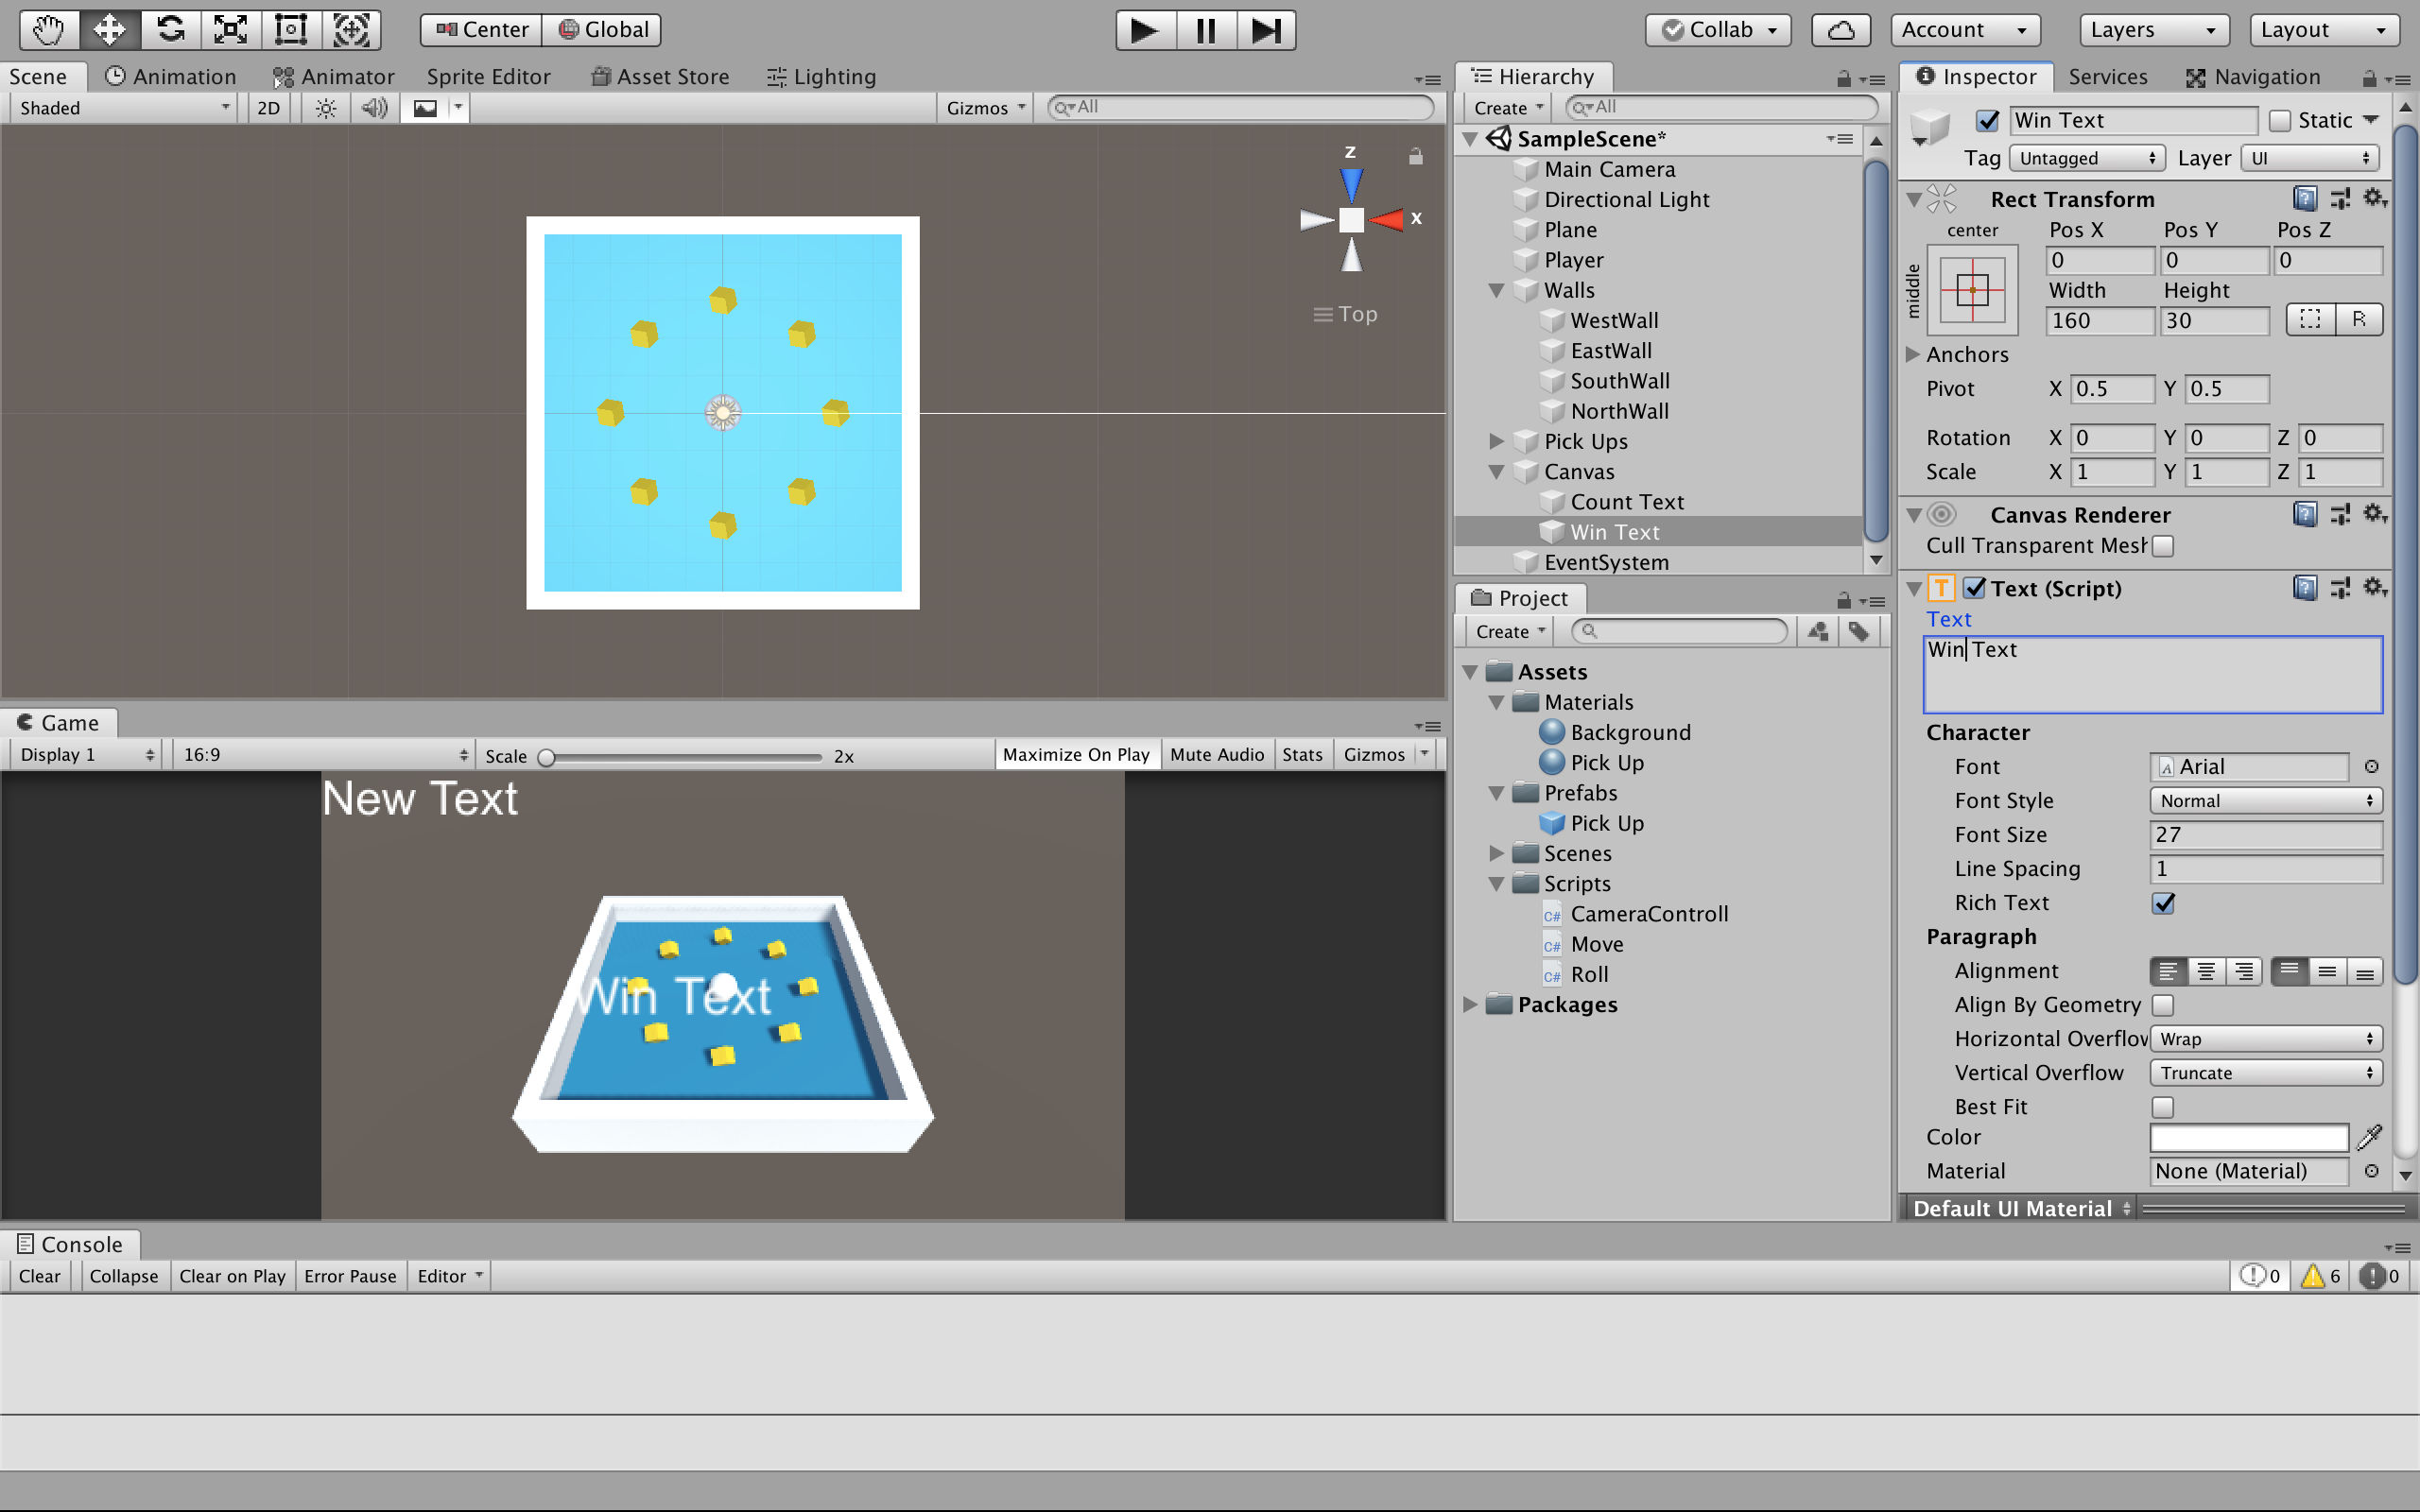 Center Global Collab Account Layers Layout
Scene Animation Animator Sprite Editor Asset Store Lighting
Shaded 2D Gizmos All
z
x
Top
Game
Display 1 16:9 Scale 2x Maximize On Play Mute Audio Stats Gizmos
New Text
Win Text
Hierarchy
Create All
SampleScene*
Main Camera
Directional Light
Plane
Player
Walls
WestWall
EastWall
SouthWall
NorthWall
Pick Ups
Canvas
Count Text
Win Text
EventSystem
Project
Create
Assets
Materials
Background
Pick Up
Prefabs
Pick Up
Scenes
Scripts
C# CameraControll
C# Move
C# Roll
Packages
Inspector Services Navigation
Win Text Static
Tag Untagged Layer UI
Rect Transform
center Pos X Pos Y Pos Z
middle 0 0 0
Width Height
160 30 R
Anchors
Pivot X 0.5 Y 0.5
Rotation X 0 Y 0 Z 0
Scale X 1 Y 1 Z 1
Canvas Renderer
Cull Transparent Mesh
T Text (Script)
Text
Win Text
Character
Font Arial
Font Style Normal
Font Size 27
Line Spacing 1
Rich Text
Paragraph
Alignment
Align By Geometry
Horizontal Overflow Wrap
Vertical Overflow Truncate
Best Fit
Color
Material None (Material)
Default UI Material
Console
Clear Collapse Clear on Play Error Pause Editor 0 6 0